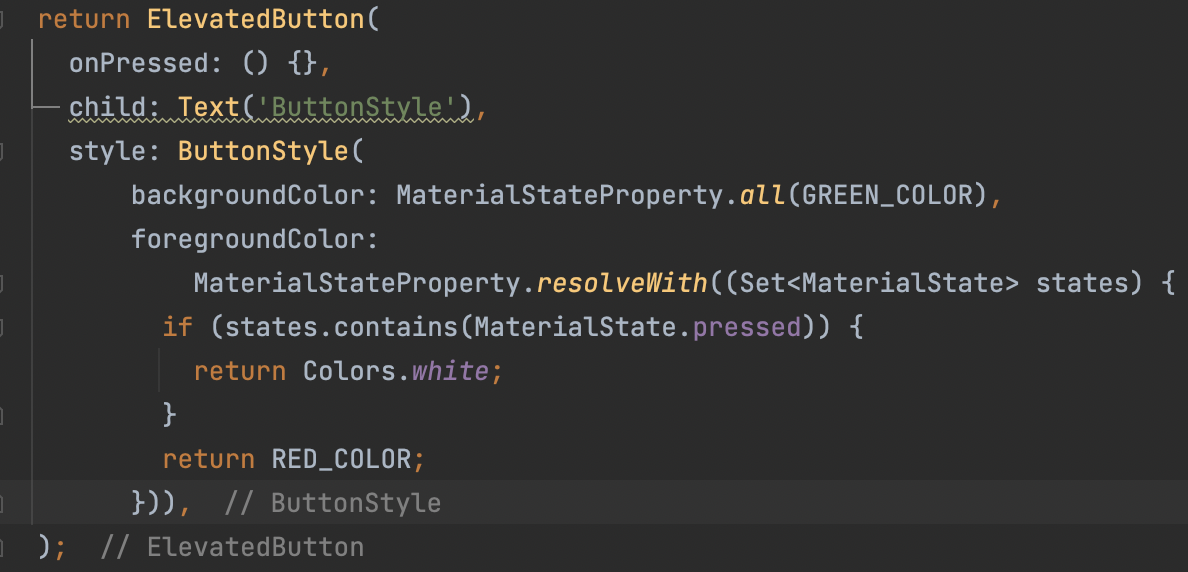 return ElevatedButton(
onPressed: () {},
child: Text('ButtonStyle'),
style: ButtonStyle(
backgroundColor: MaterialStateProperty.all(GREEN_COLOR),
foregroundColor:
MaterialStateProperty.resolveWith((Set<MaterialState> states) {
if (states.contains(MaterialState.pressed)) {
return Colors.white;
}
return RED_COLOR;
})), // ButtonStyle
); // ElevatedButton